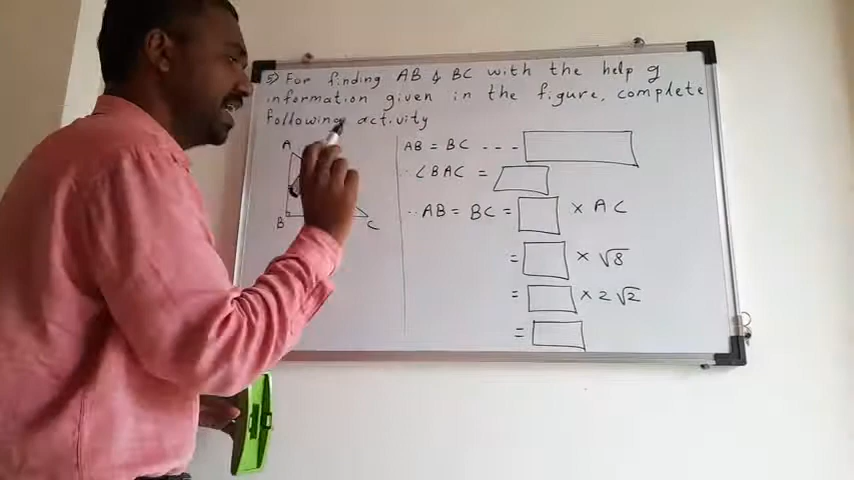 5) For finding AB & BC with the help of
information given in the figure, complete
following activity
A
B
C
AB = BC - - -
∠BAC =
∴ AB = BC = × AC
= × √8
= × 2√2
=